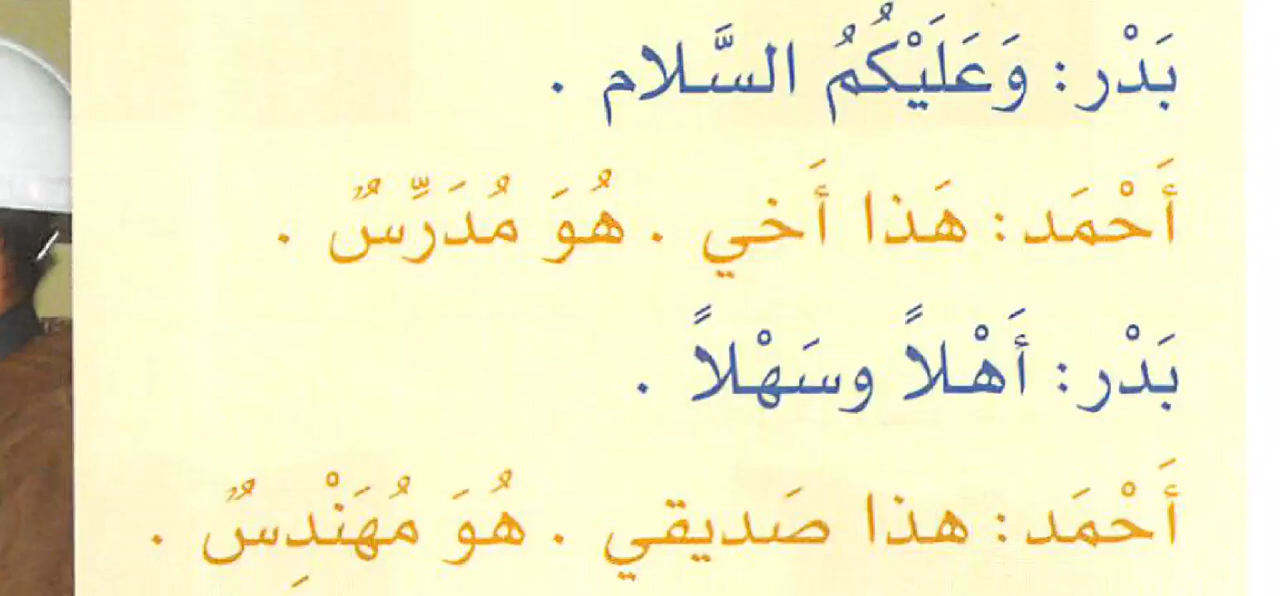 بَدْر : وَعَلَيْكُمُ السَّلام .
أَحْمَد : هَذا أَخي . هُوَ مُدَرِّسٌ .
بَدْر : أَهْلاً وسَهْلاً .
أَحْمَد : هذا صَديقي . هُوَ مُهَنْدِسٌ .